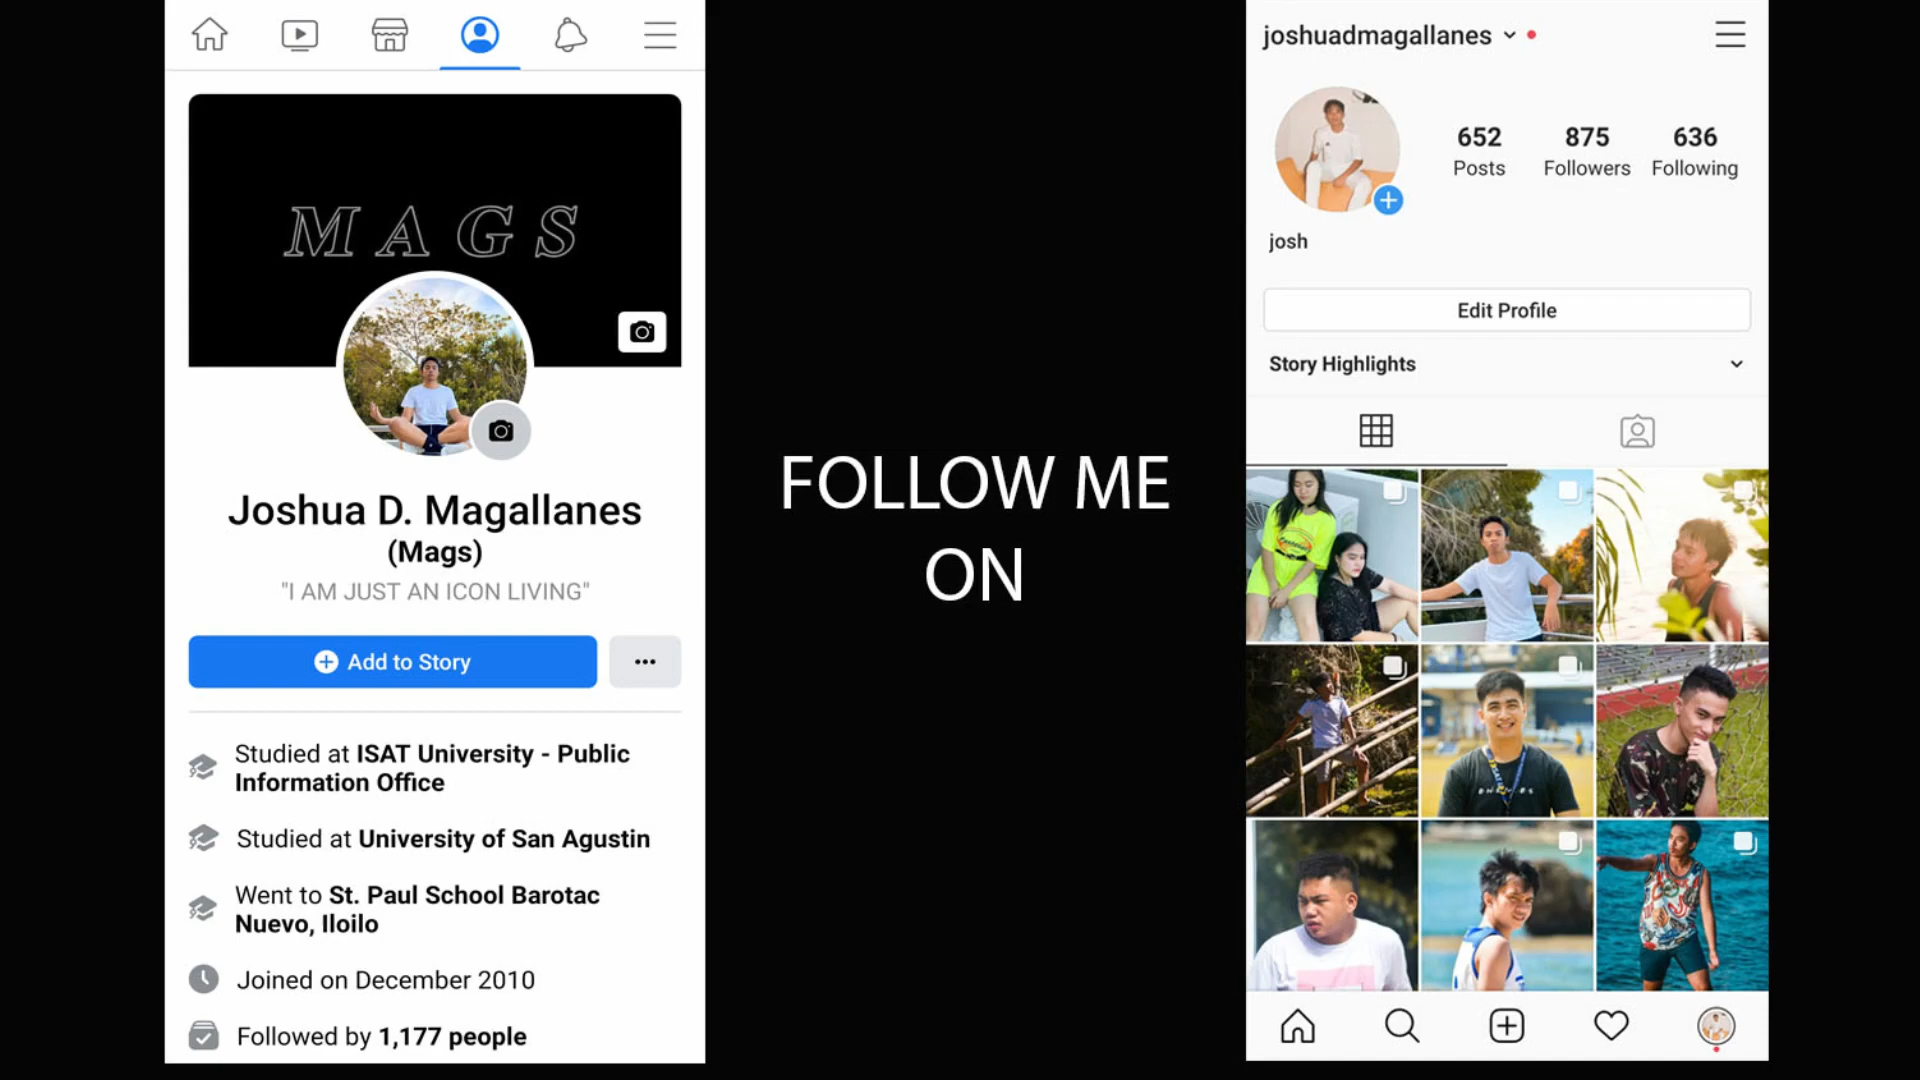 MAGS
Joshua D. Magallanes
(Mags)
"I AM JUST AN ICON LIVING"
Add to Story
Studied at ISAT University - Public
Information Office
Studied at University of San Agustin
Went to St. Paul School Barotac
Nuevo, Iloilo
Joined on December 2010
Followed by 1,177 people
FOLLOW ME
ON
joshuadmagallanes
652 875 636
Posts Followers Following
josh
Edit Profile
Story Highlights